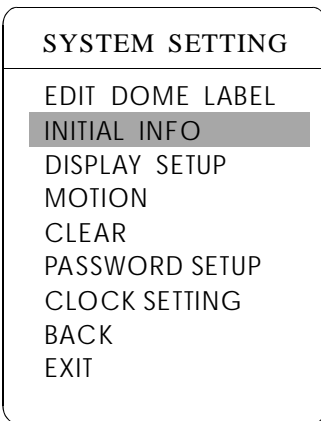 SYSTEM SETTING
EDIT DOME LABEL
INITIAL INFO
DISPLAY SETUP
MOTION
CLEAR
PASSWORD SETUP
CLOCK SETTING
BACK
EXIT